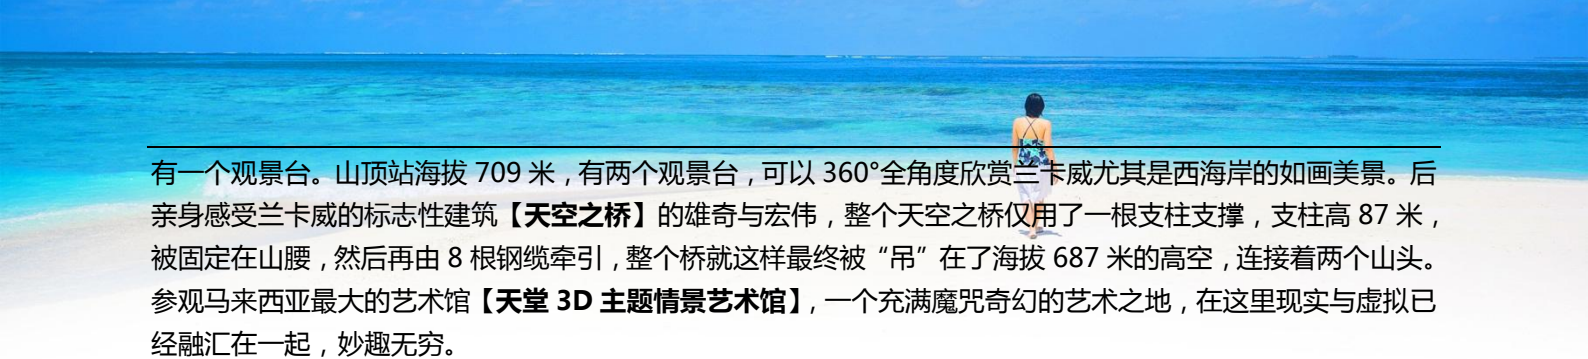 有一个观景台。山顶站海拔 709 米，有两个观景台，可以 360°全角度欣赏兰卡威尤其是西海岸的如画美景。后
亲身感受兰卡威的标志性建筑【天空之桥】的雄奇与宏伟，整个天空之桥仅用了一根支柱支撑，支柱高 87 米，
被固定在山腰，然后再由 8 根钢缆牵引，整个桥就这样最终被“吊”在了海拔 687 米的高空，连接着两个山头。
参观马来西亚最大的艺术馆【天堂 3D 主题情景艺术馆】，一个充满魔咒奇幻的艺术之地，在这里现实与虚拟已
经融汇在一起，妙趣无穷。